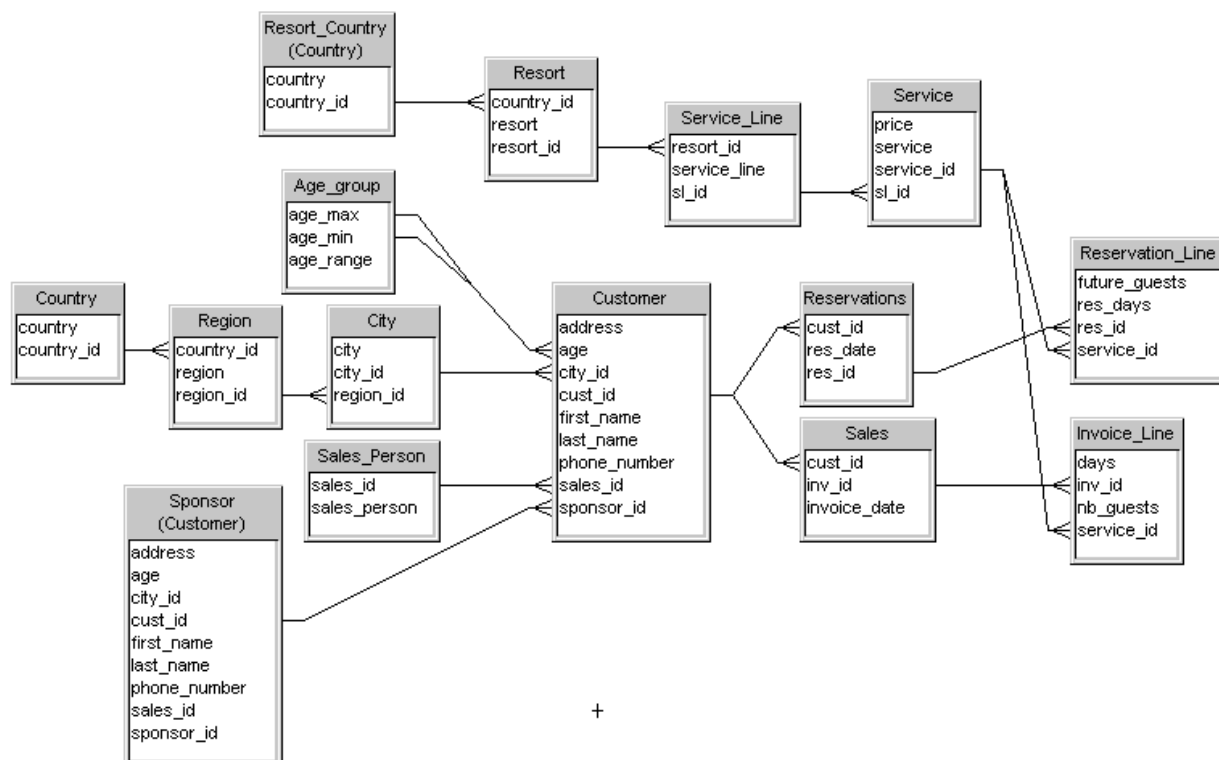 Resort_Country
(Country)
country
country_id
Resort
country_id
resort
resort_id
Service_Line
resort_id
service_line
sl_id
Service
price
service
service_id
sl_id
Age_group
age_max
age_min
age_range
Country
country
country_id
Region
country_id
region
region_id
City
city
city_id
region_id
Customer
address
age
city_id
cust_id
first_name
last_name
phone_number
sales_id
sponsor_id
Reservations
cust_id
res_date
res_id
Reservation_Line
future_guests
res_days
res_id
service_id
Sales_Person
sales_id
sales_person
Sales
cust_id
inv_id
invoice_date
Invoice_Line
days
inv_id
nb_guests
service_id
Sponsor
(Customer)
address
age
city_id
cust_id
first_name
last_name
phone_number
sales_id
sponsor_id